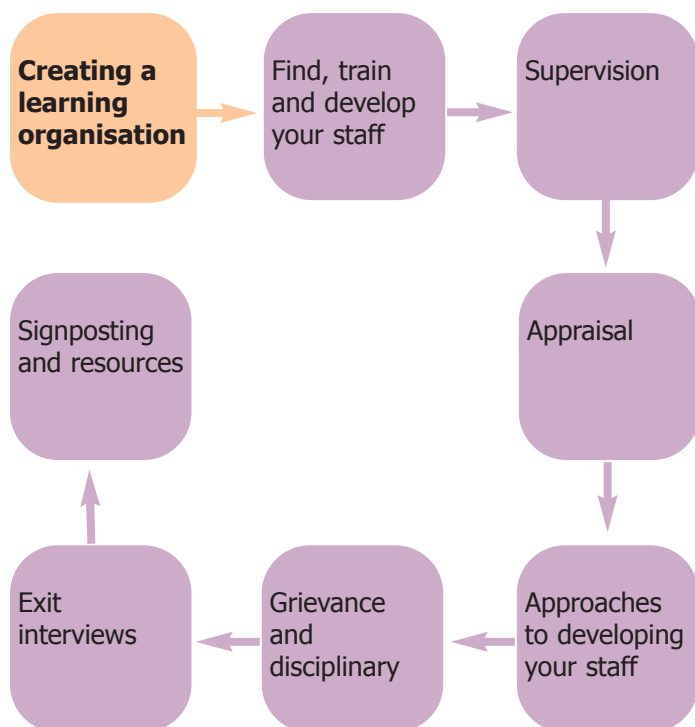 Creating a
learning
organisation
Find, train
and develop
your staff
Supervision
Appraisal
Approaches
to developing
your staff
Grievance
and
disciplinary
Exit
interviews
Signposting
and resources